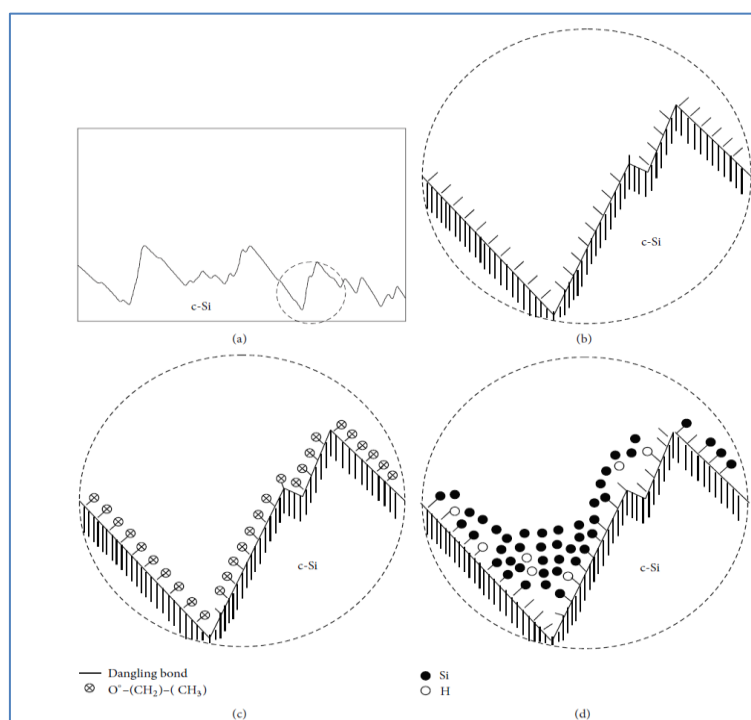 c-Si
(a)
c-Si
(b)
c-Si
c-Si
Dangling bond
O*–(CH2)–( CH3)
Si
H
(c)
(d)